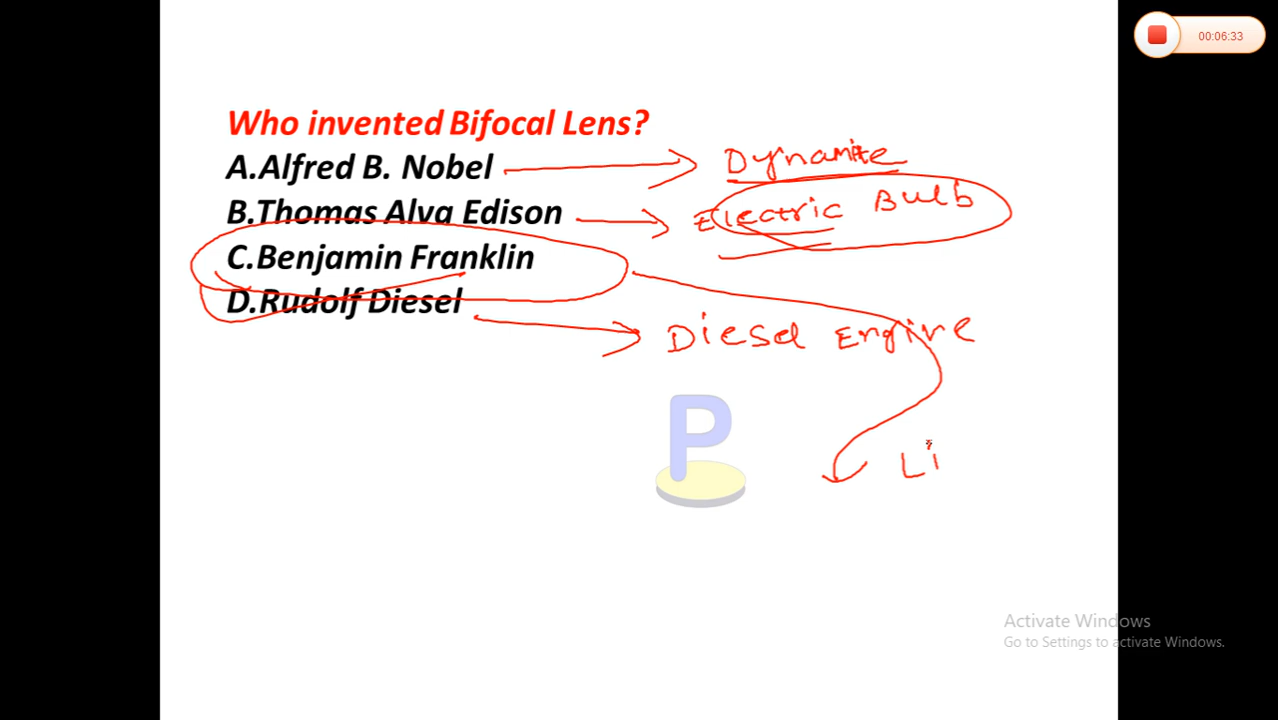 00:06:33
Who invented Bifocal Lens?
A.Alfred B. Nobel Dynamite
B.Thomas Alva Edison Electric Bulb
C.Benjamin Franklin
D.Rudolf Diesel
Diesel Engine
P
Li
Activate Windows
Go to Settings to activate Windows.